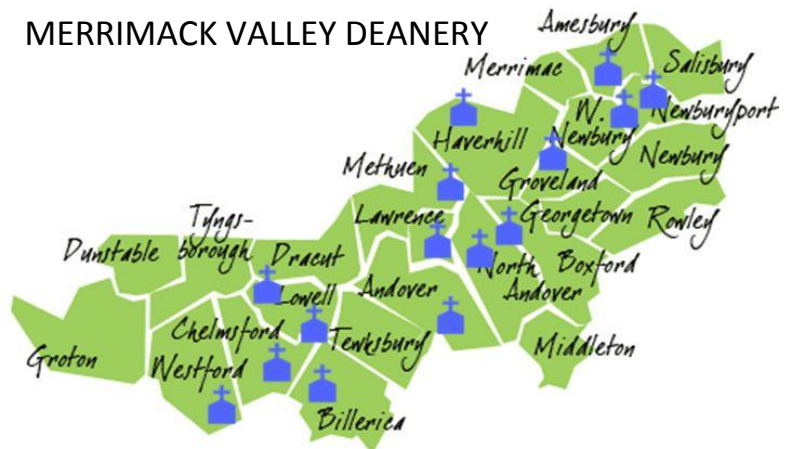 MERRIMACK VALLEY DEANERY
Amesbury
Merrimac
Salisbury
W.
Newbury
Newburyport
Haverhill
Newbury
Methuen
Groveland
Lawrence
Georgetown
Rowley
Tyngs-
borough
Dunstable
Dracut
North
Andover
Boxford
Lowell
Andover
Chelmsford
Tewksbury
Middleton
Groton
Westford
Billerica